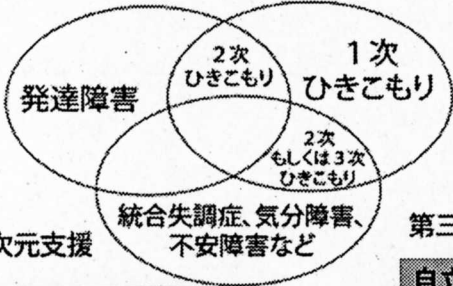 2次
ひきこもり
1次
ひきこもり
発達障害
2次
もしくは3次
ひきこもり
統合失調症、気分障害、
不安障害など
次元支援
第三
自立